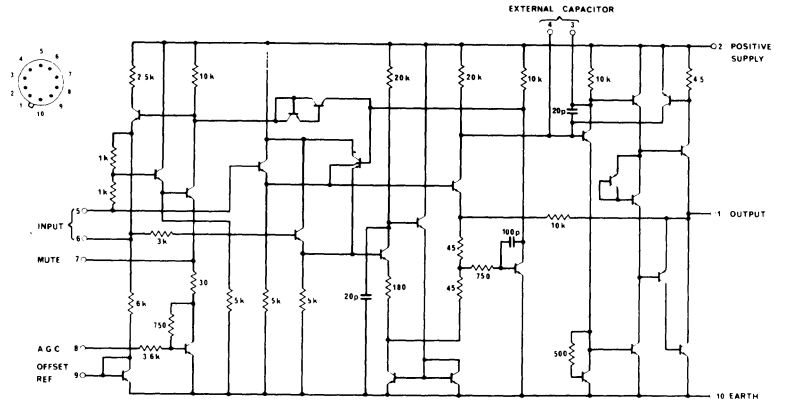 EXTERNAL CAPACITOR
4 3
2 POSITIVE SUPPLY
5
4 6
3 7
2 8
1 9
10
2.5k
10k
20k
20k
10k
10k
45
20p
1k
1k
5
INPUT
6
3k
MUTE 7
1 OUTPUT
10k
100p
45
750
45
30
6k
5k
5k
5k
20p
180
750
AGC 8
3.6k
500
OFFSET REF 9
10 EARTH